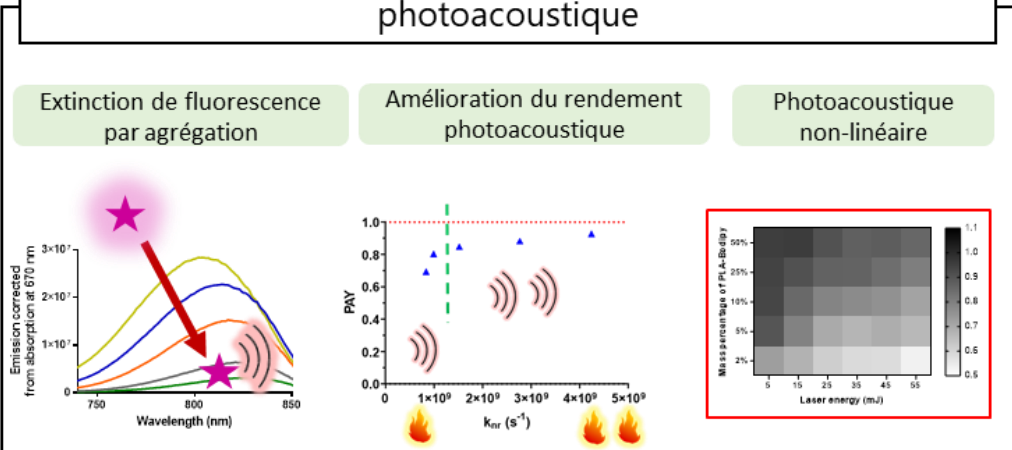 photoacoustique
Extinction de fluorescence
par agrégation
Amélioration du rendement
photoacoustique
Photoacoustique
non-linéaire
Emission corrected
from absorption at 670 nm
3×10⁷
2×10⁷
1×10⁷
0
750
800
850
Wavelength (nm)
PAY
1.0
0.8
0.6
0.4
0.2
0.0
0
1×10⁹
2×10⁹
3×10⁹
4×10⁹
5×10⁹
kₙᵣ (s⁻¹)
Mass percentage of PLA-Bodipy
50%
25%
10%
5%
2%
5
15
25
35
45
55
Laser energy (mJ)
1.1
1.0
0.9
0.8
0.7
0.6
0.5